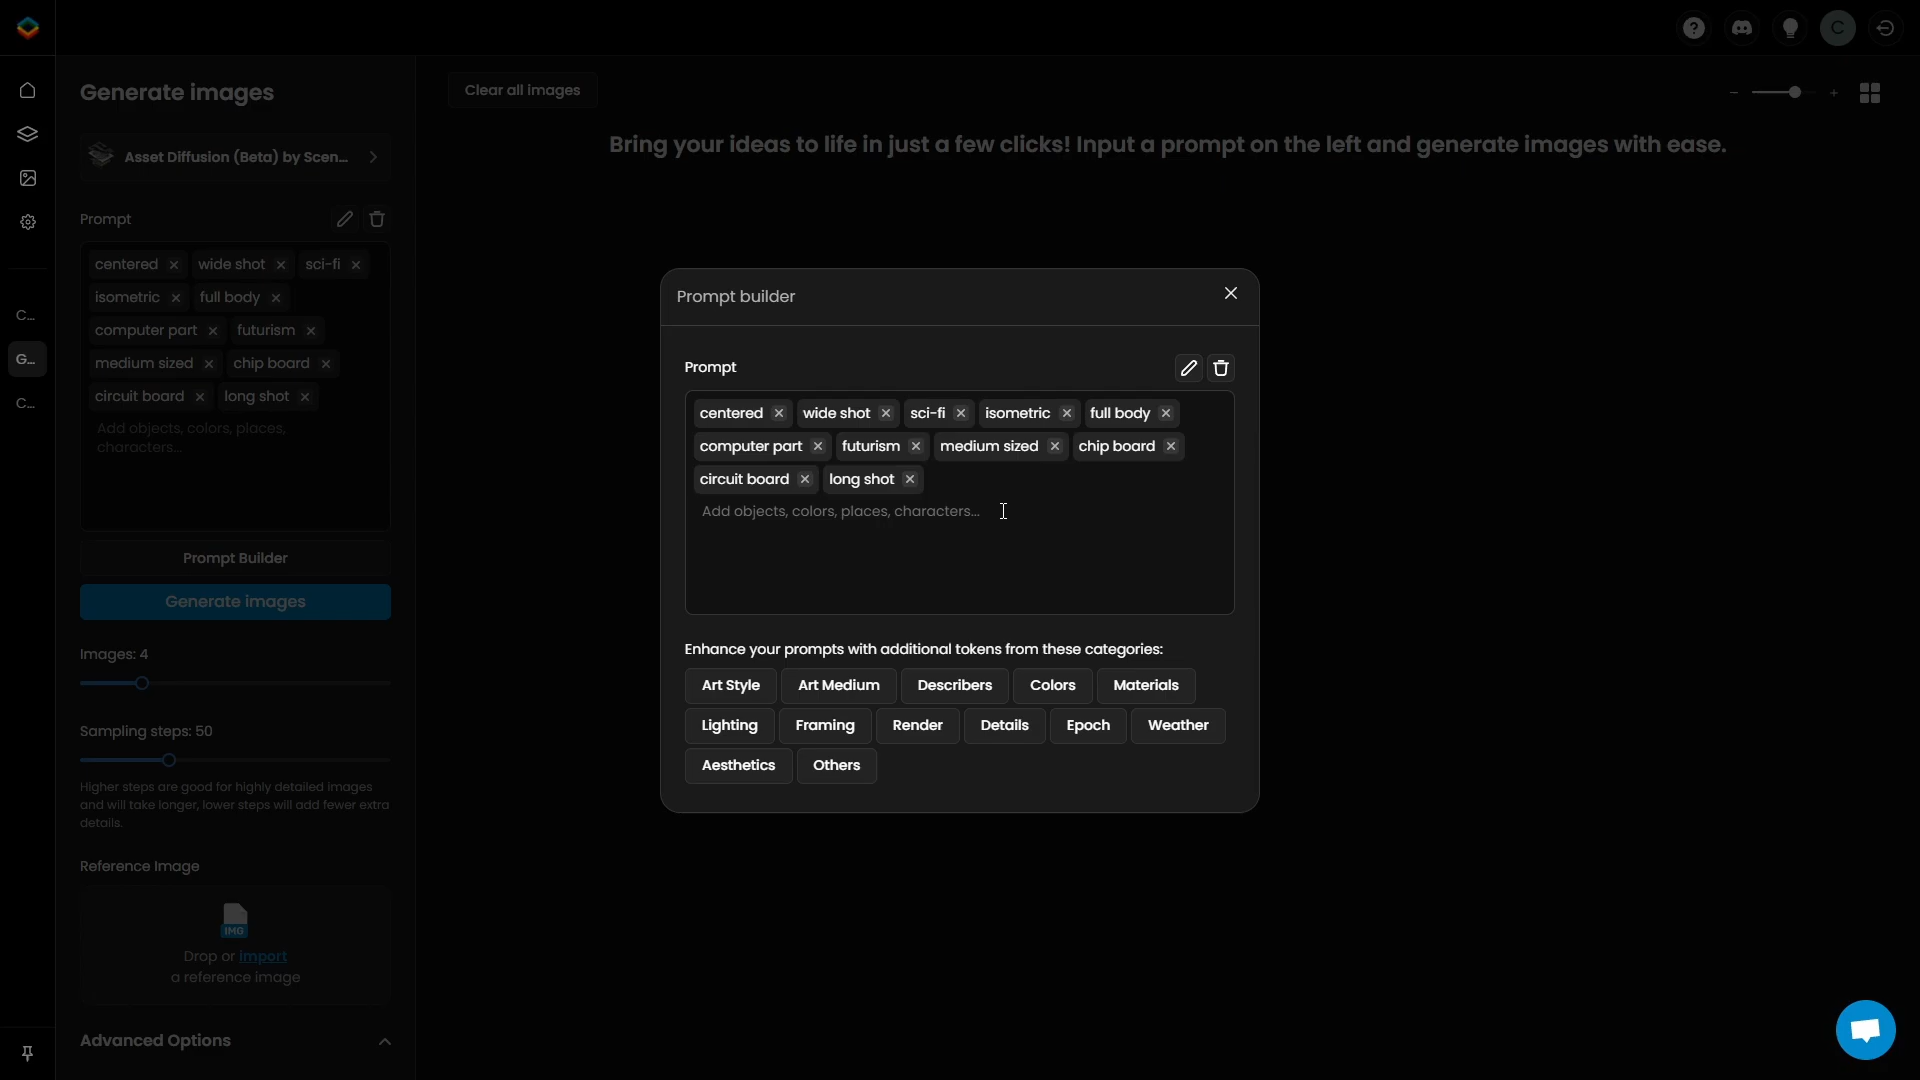 C
Generate images
Clear all images
Asset Diffusion (Beta) by Scen...
Bring your ideas to life in just a few clicks! Input a prompt on the left and generate images with ease.
Prompt
centered wide shot sci-fi
isometric full body
computer part futurism
medium sized chip board
circuit board long shot
Add objects, colors, places,
characters...
Prompt Builder
Generate images
Images: 4
Sampling steps: 50
Higher steps are good for highly detailed images
and will take longer, lower steps will add fewer extra
details.
Reference Image
IMG
Drop or import
a reference image
Advanced Options
C...
G...
C...
Prompt builder
Prompt
centered wide shot sci-fi isometric full body
computer part futurism medium sized chip board
circuit board long shot
Add objects, colors, places, characters...
Enhance your prompts with additional tokens from these categories:
Art Style Art Medium Describers Colors Materials
Lighting Framing Render Details Epoch Weather
Aesthetics Others